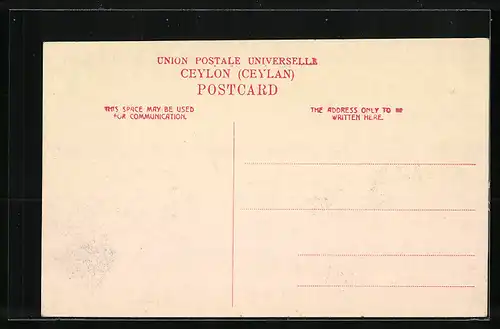 UNION POSTALE UNIVERSELLE
CEYLON (CEYLAN)
POSTCARD
THIS SPACE MAY BE USED
FOR COMMUNICATION.
THE ADDRESS ONLY TO BE
WRITTEN HERE.